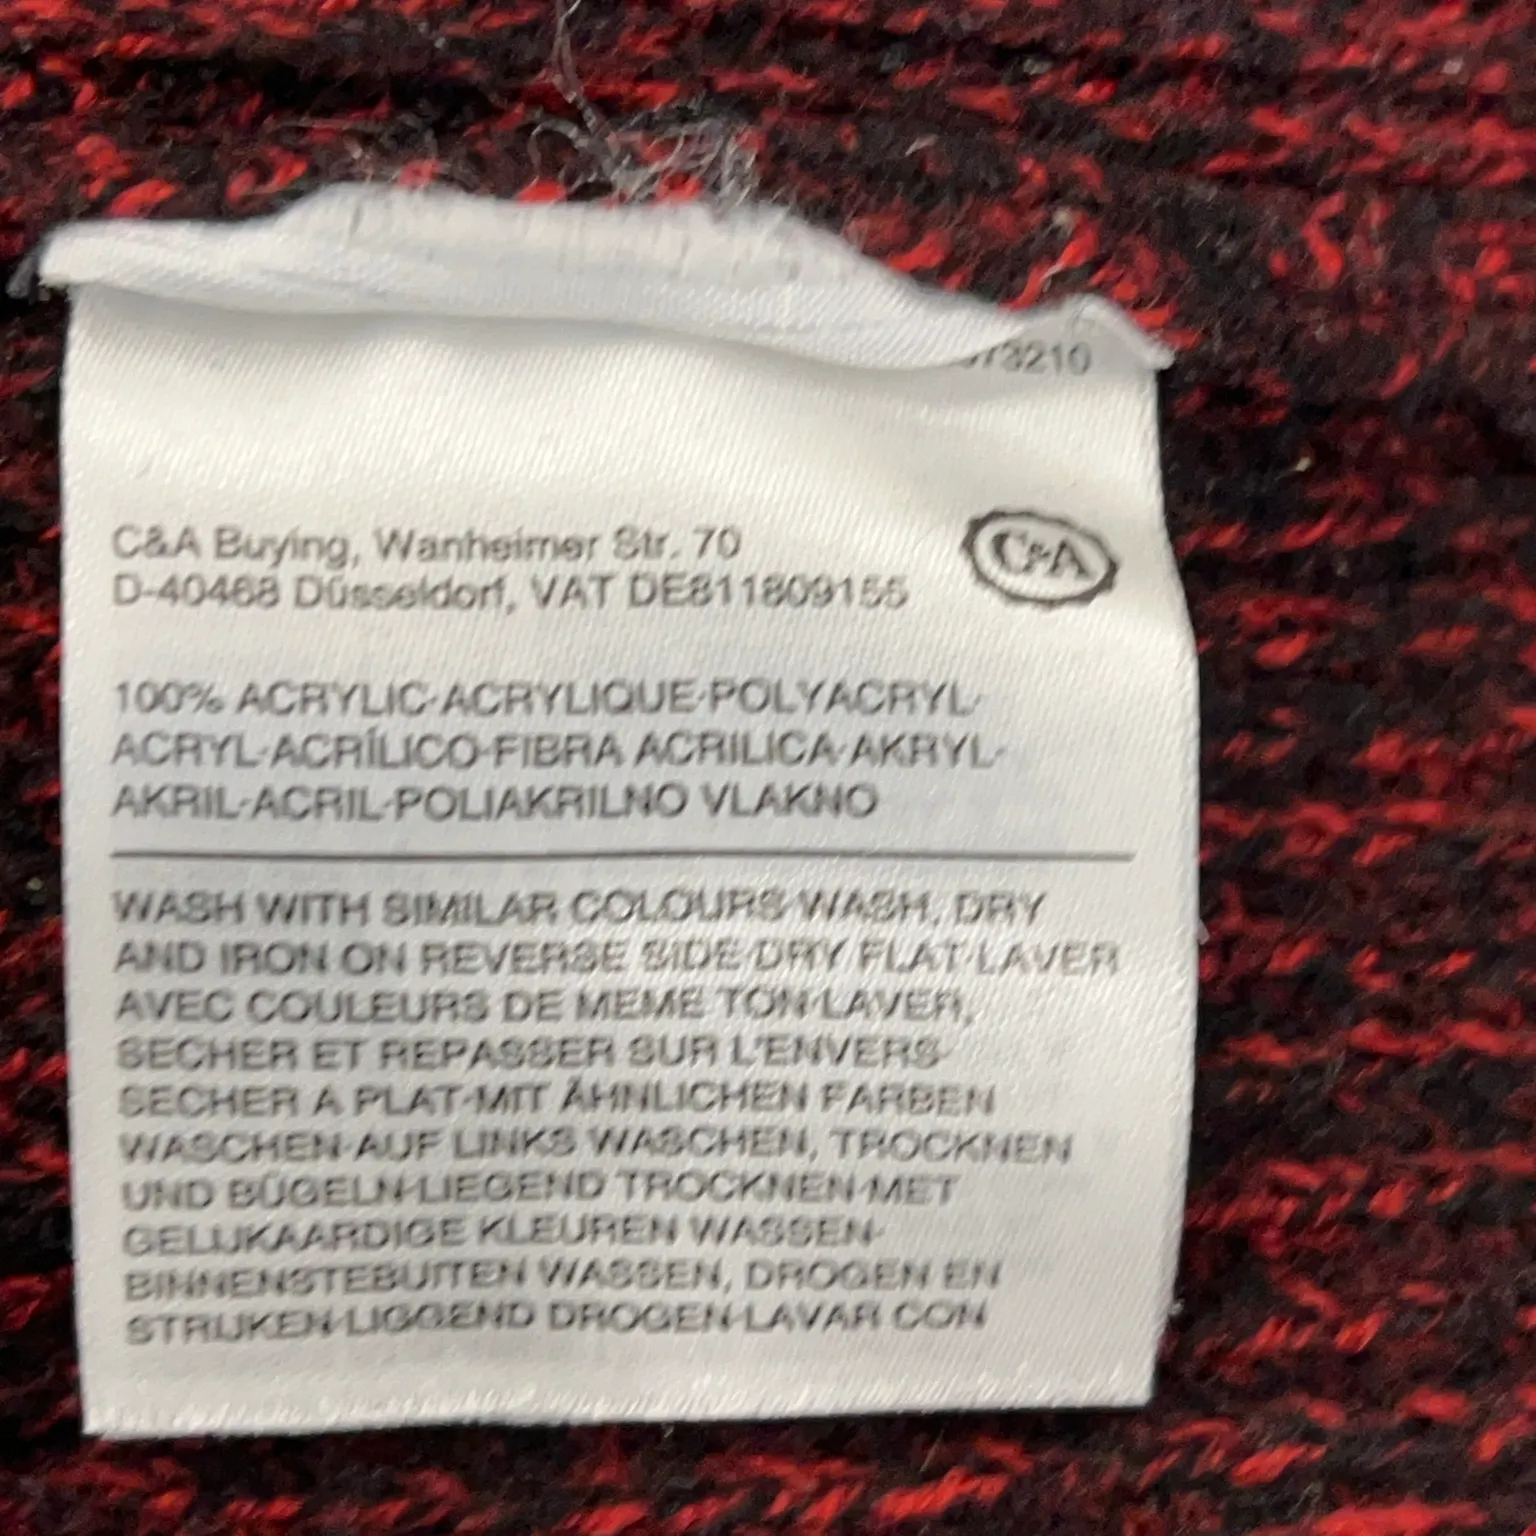 73210
C&A Buying, Wanheimer Str. 70
D-40468 Düsseldorf, VAT DE811809155
C&A
100% ACRYLIC·ACRYLIQUE·POLYACRYL·
ACRYL·ACRÍLICO·FIBRA ACRILICA·AKRYL·
AKRIL·ACRIL·POLIAKRILNO VLAKNO
WASH WITH SIMILAR COLOURS·WASH, DRY
AND IRON ON REVERSE SIDE·DRY FLAT·LAVER
AVEC COULEURS DE MEME TON·LAVER,
SECHER ET REPASSER SUR L'ENVERS·
SECHER A PLAT·MIT ÄHNLICHEN FARBEN
WASCHEN·AUF LINKS WASCHEN, TROCKNEN
UND BÜGELN·LIEGEND TROCKNEN·MET
GELIJKAARDIGE KLEUREN WASSEN·
BINNENSTEBUITEN WASSEN, DROGEN EN
STRIJKEN·LIGGEND DROGEN·LAVAR CON